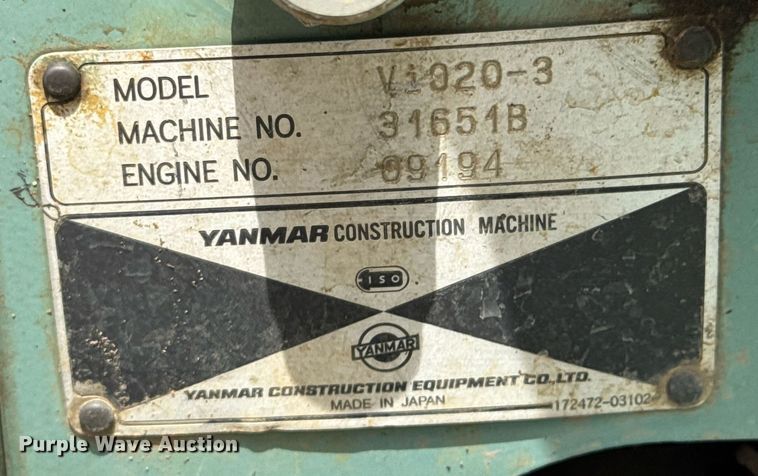 MODEL Vi020-3
MACHINE NO. 31651B
ENGINE NO. 09194
YANMAR CONSTRUCTION MACHINE
ISO
YANMAR
YANMAR CONSTRUCTION EQUIPMENT CO.,LTD.
MADE IN JAPAN
172472-03102
Purple Wave Auction